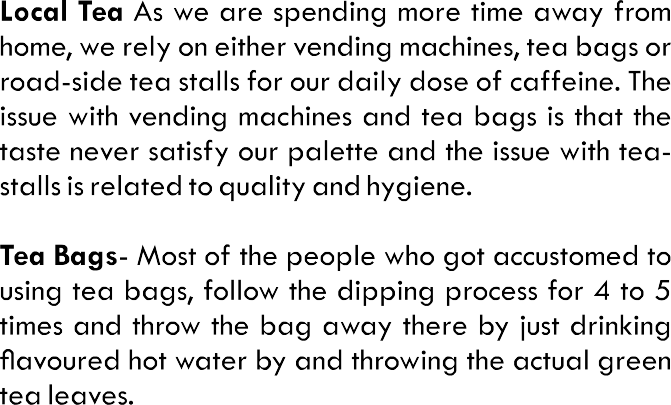 Local Tea As we are spending more time away from
home, we rely on either vending machines, tea bags or
road-side tea stalls for our daily dose of caffeine. The
issue with vending machines and tea bags is that the
taste never satisfy our palette and the issue with tea-
stalls is related to quality and hygiene.
Tea Bags- Most of the people who got accustomed to
using tea bags, follow the dipping process for 4 to 5
times and throw the bag away there by just drinking
flavoured hot water by and throwing the actual green
tea leaves.